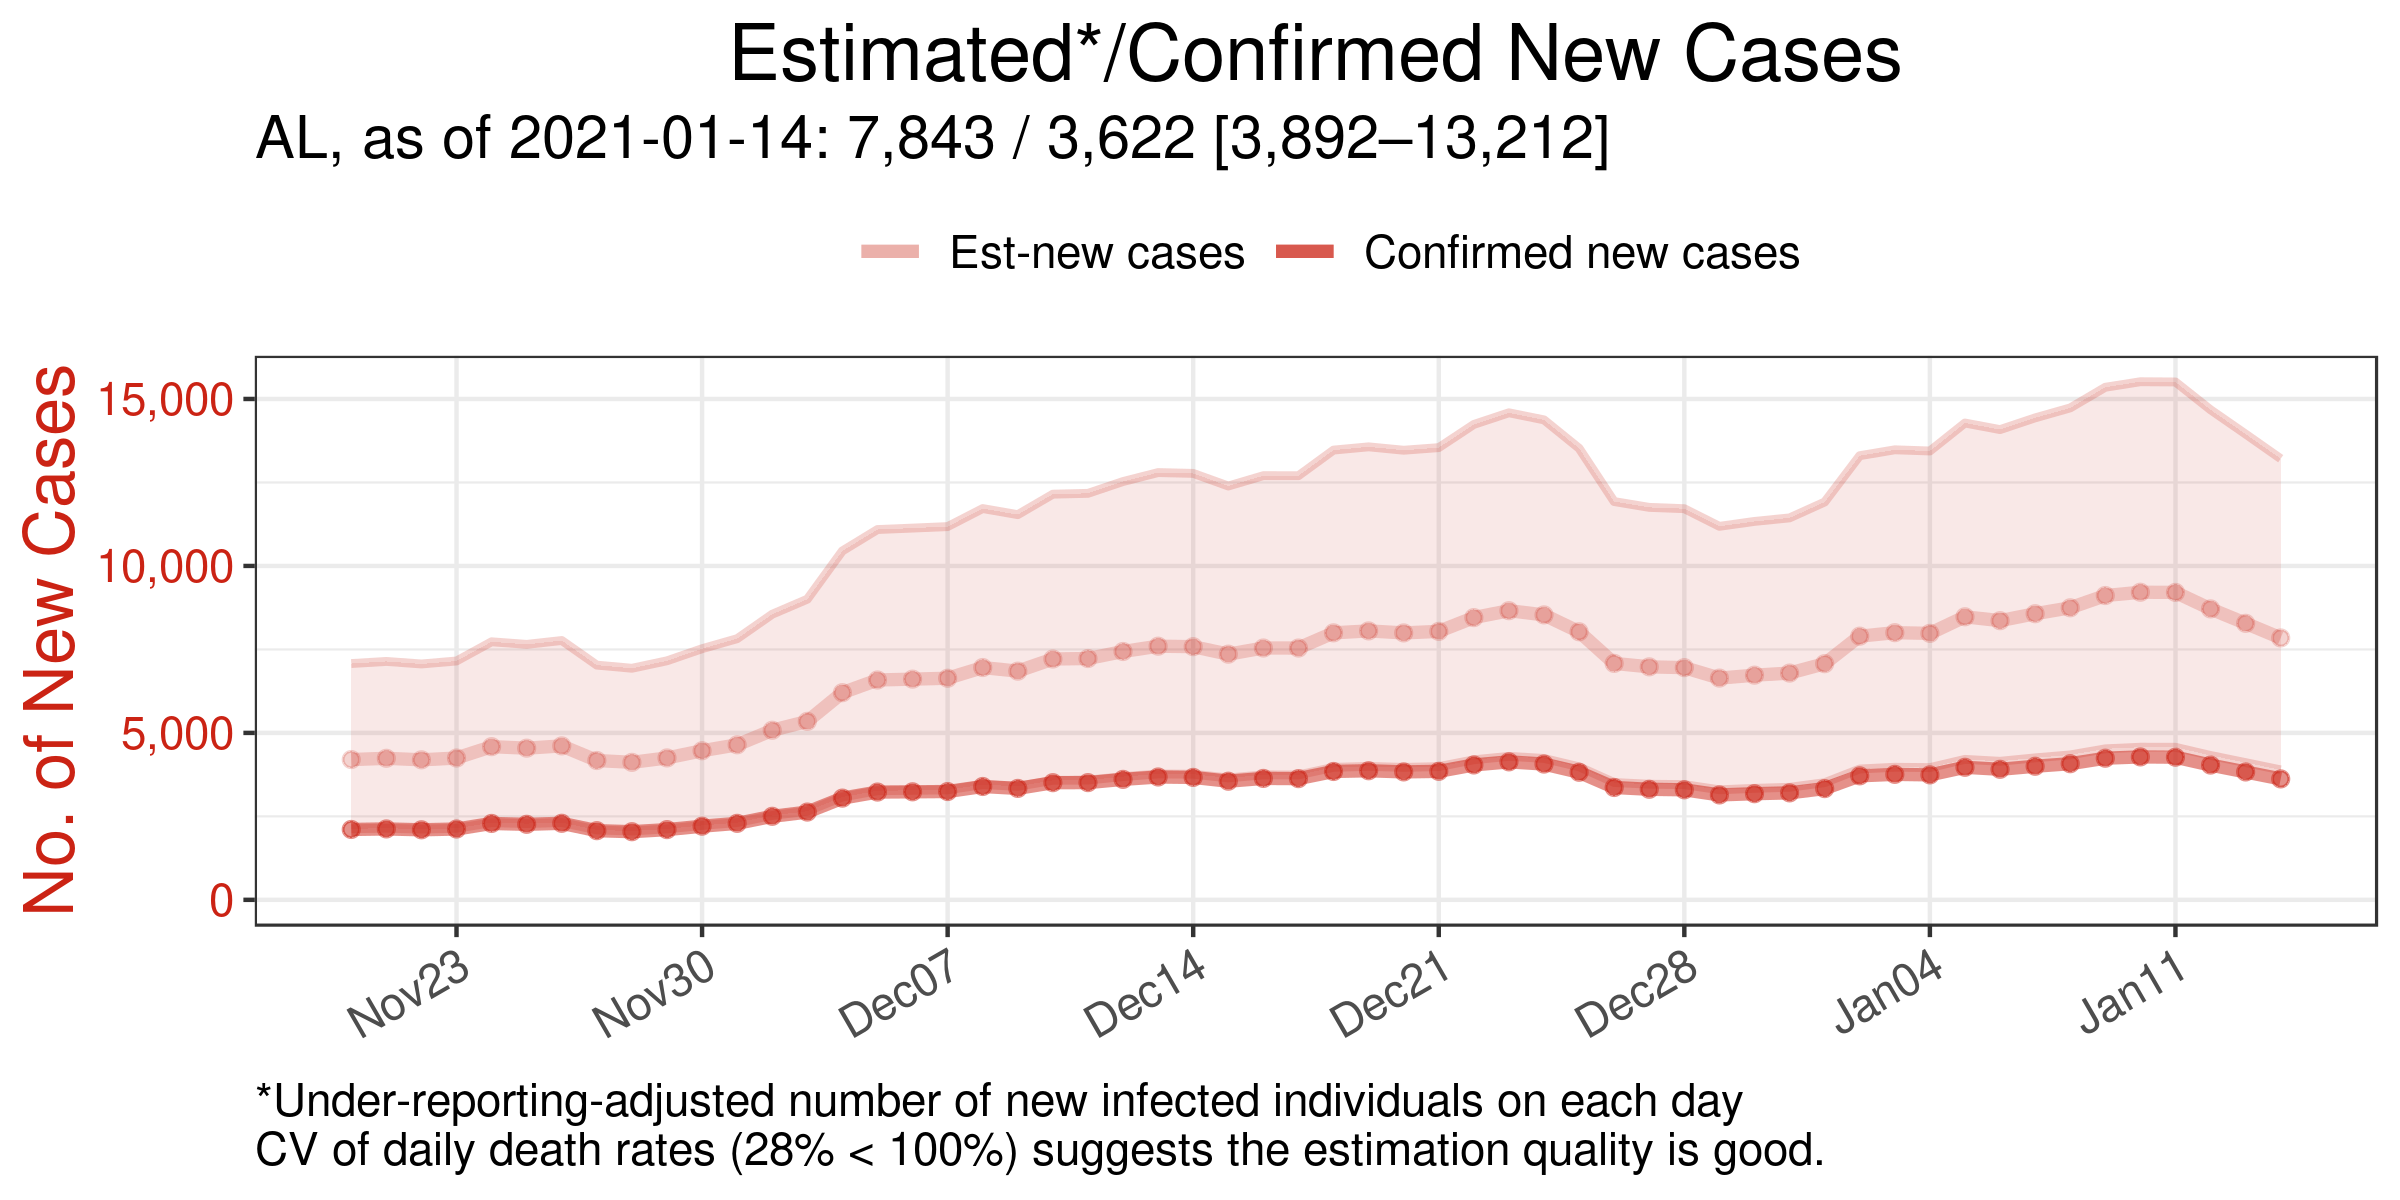 Estimated*/Confirmed New Cases
AL, as of 2021-01-14: 7,843 / 3,622 [3,892–13,212]
Est-new cases Confirmed new cases
No. of New Cases
15,000
10,000
5,000
0
Nov23 Nov30 Dec07 Dec14 Dec21 Dec28 Jan04 Jan11
*Under-reporting-adjusted number of new infected individuals on each day
CV of daily death rates (28% < 100%) suggests the estimation quality is good.